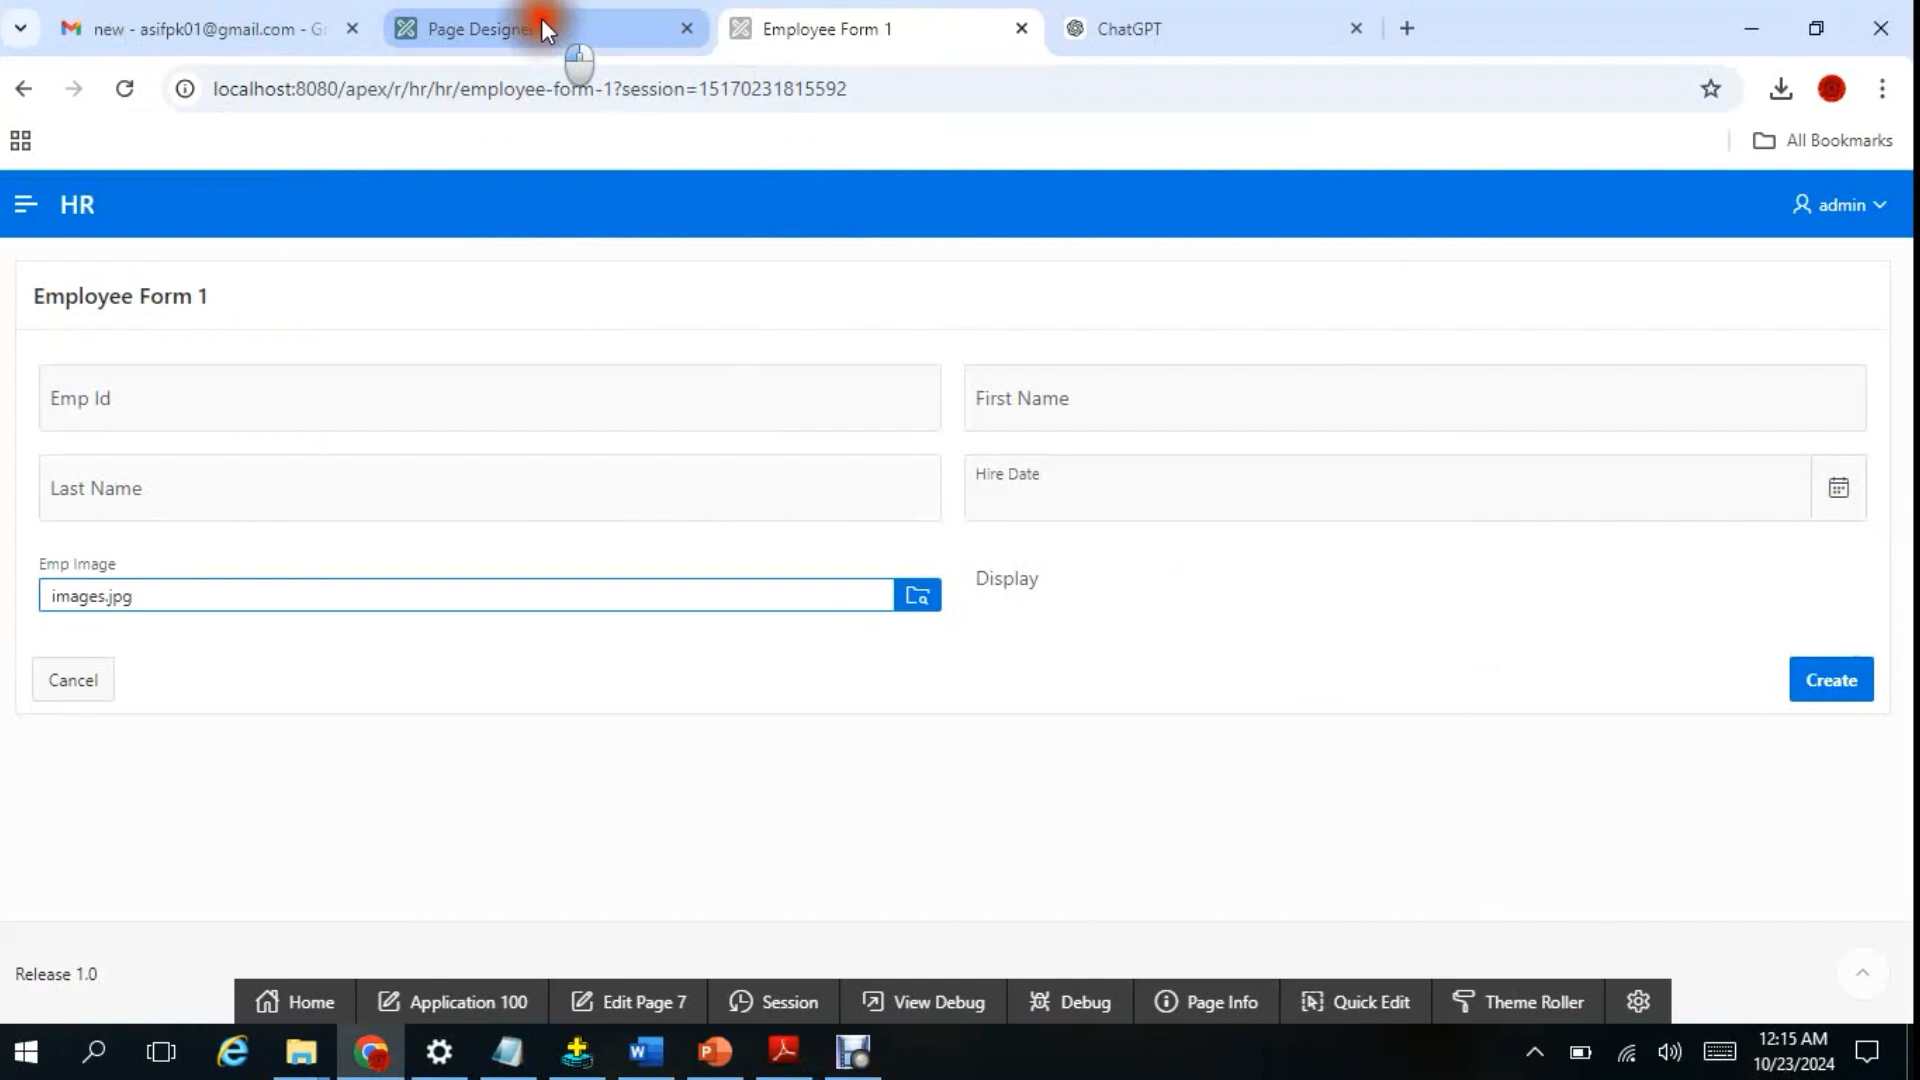 new - asifpk01@gmail.com - G
Page Designe
Employee Form 1
ChatGPT
localhost:8080/apex/r/hr/hr/employee-form-1?session=15170231815592
All Bookmarks
HR
admin
Employee Form 1
Emp Id
First Name
Last Name
Hire Date
Emp Image
images.jpg
Display
Cancel
Create
Release 1.0
Home
Application 100
Edit Page 7
Session
View Debug
Debug
Page Info
Quick Edit
Theme Roller
12:15 AM
10/23/2024